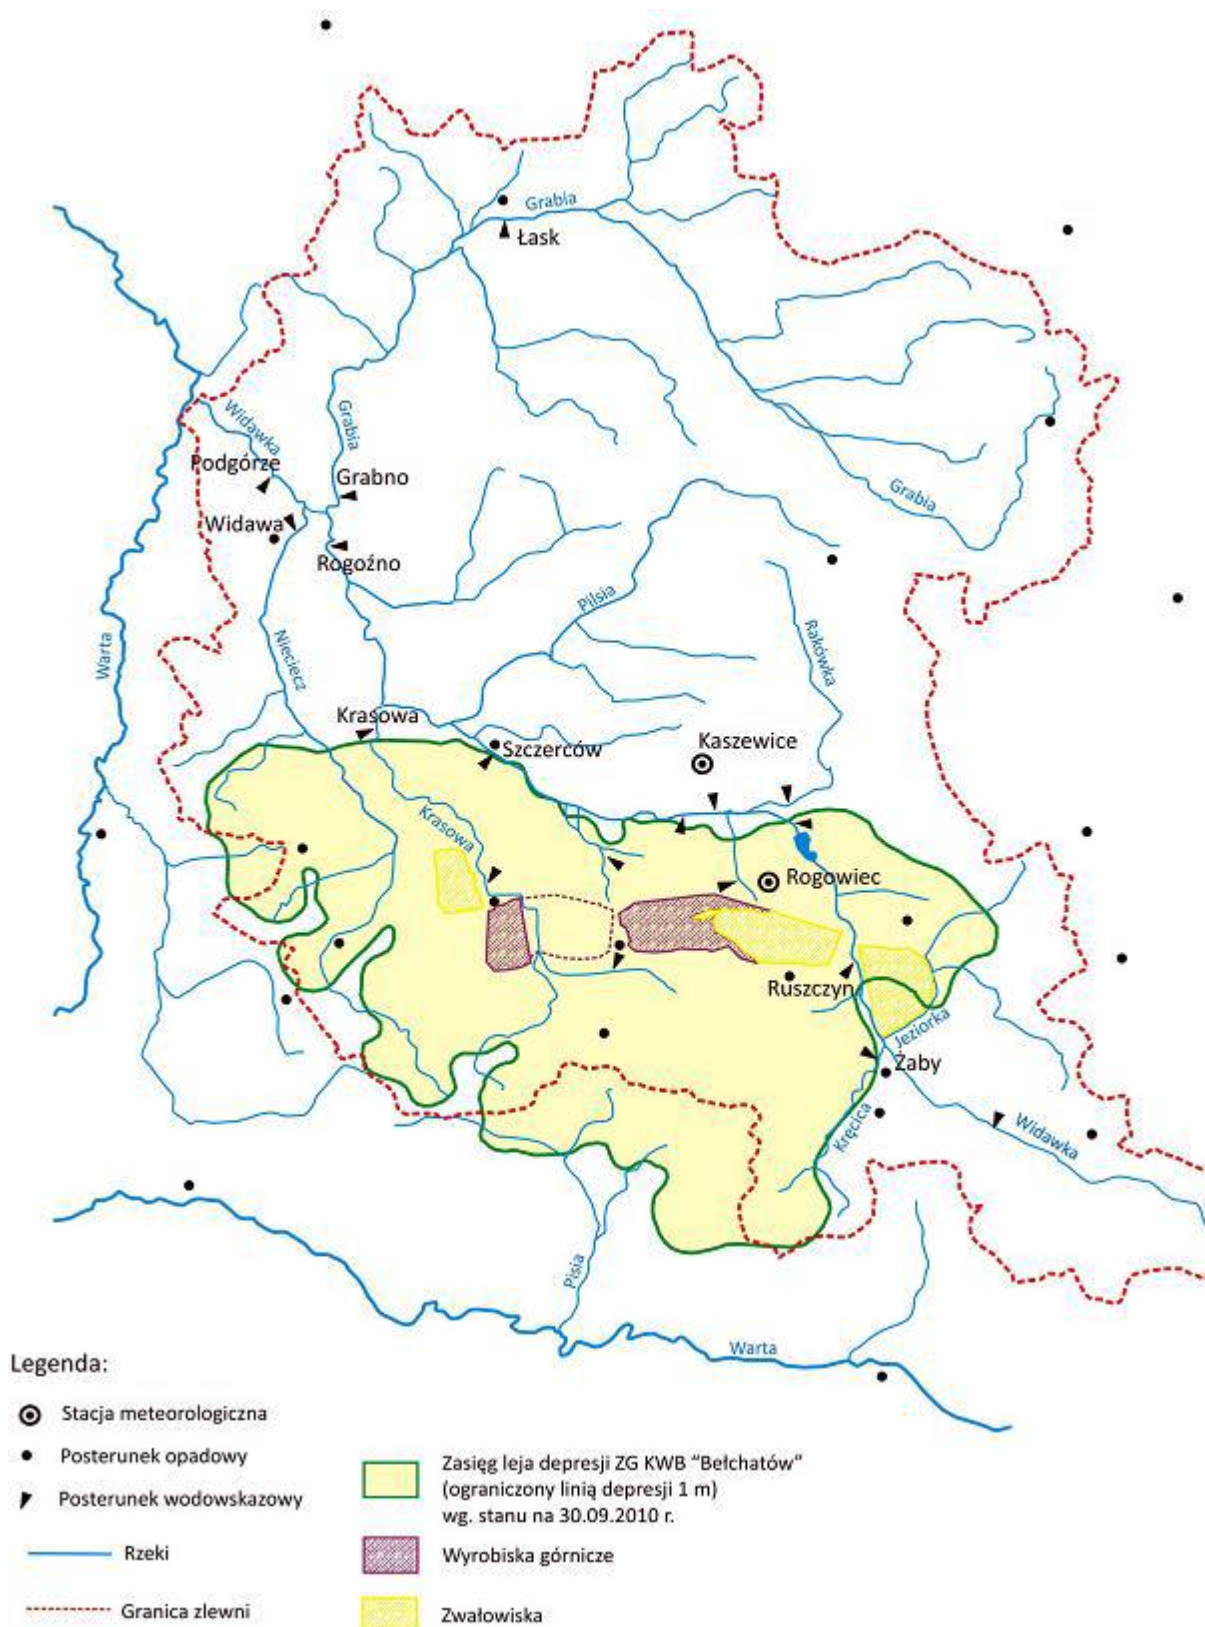 Grabia
Łask
Widawka
Grabia
Podgórze
Grabno
Grabia
Widawa
Rogoźno
Pilsia
Rakówka
Warta
Nieciecz
Krasowa
Szczerców
Kaszewice
Krasowa
Rogowiec
Ruszczyn
Jeziorka
Żaby
Kręcica
Widawka
Pisia
Warta
Legenda:
Stacja meteorologiczna
Posterunek opadowy
Posterunek wodowskazowy
Rzeki
Granica zlewni
Zasięg leja depresji ZG KWB "Bełchatów"
(ograniczony linią depresji 1 m)
wg. stanu na 30.09.2010 r.
Wyrobiska górnicze
Zwałowiska